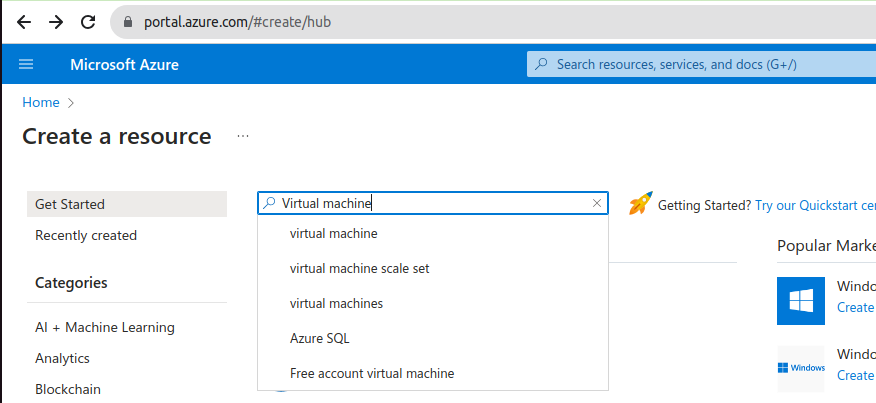 portal.azure.com/#create/hub
Microsoft Azure
Search resources, services, and docs (G+/)
Home
Create a resource
Get Started
Recently created
Categories
AI + Machine Learning
Analytics
Blockchain
Virtual machine
virtual machine
virtual machine scale set
virtual machines
Azure SQL
Free account virtual machine
Getting Started? Try our Quickstart ce
Popular Marke
Windo
Create
Windows
Windo
Create